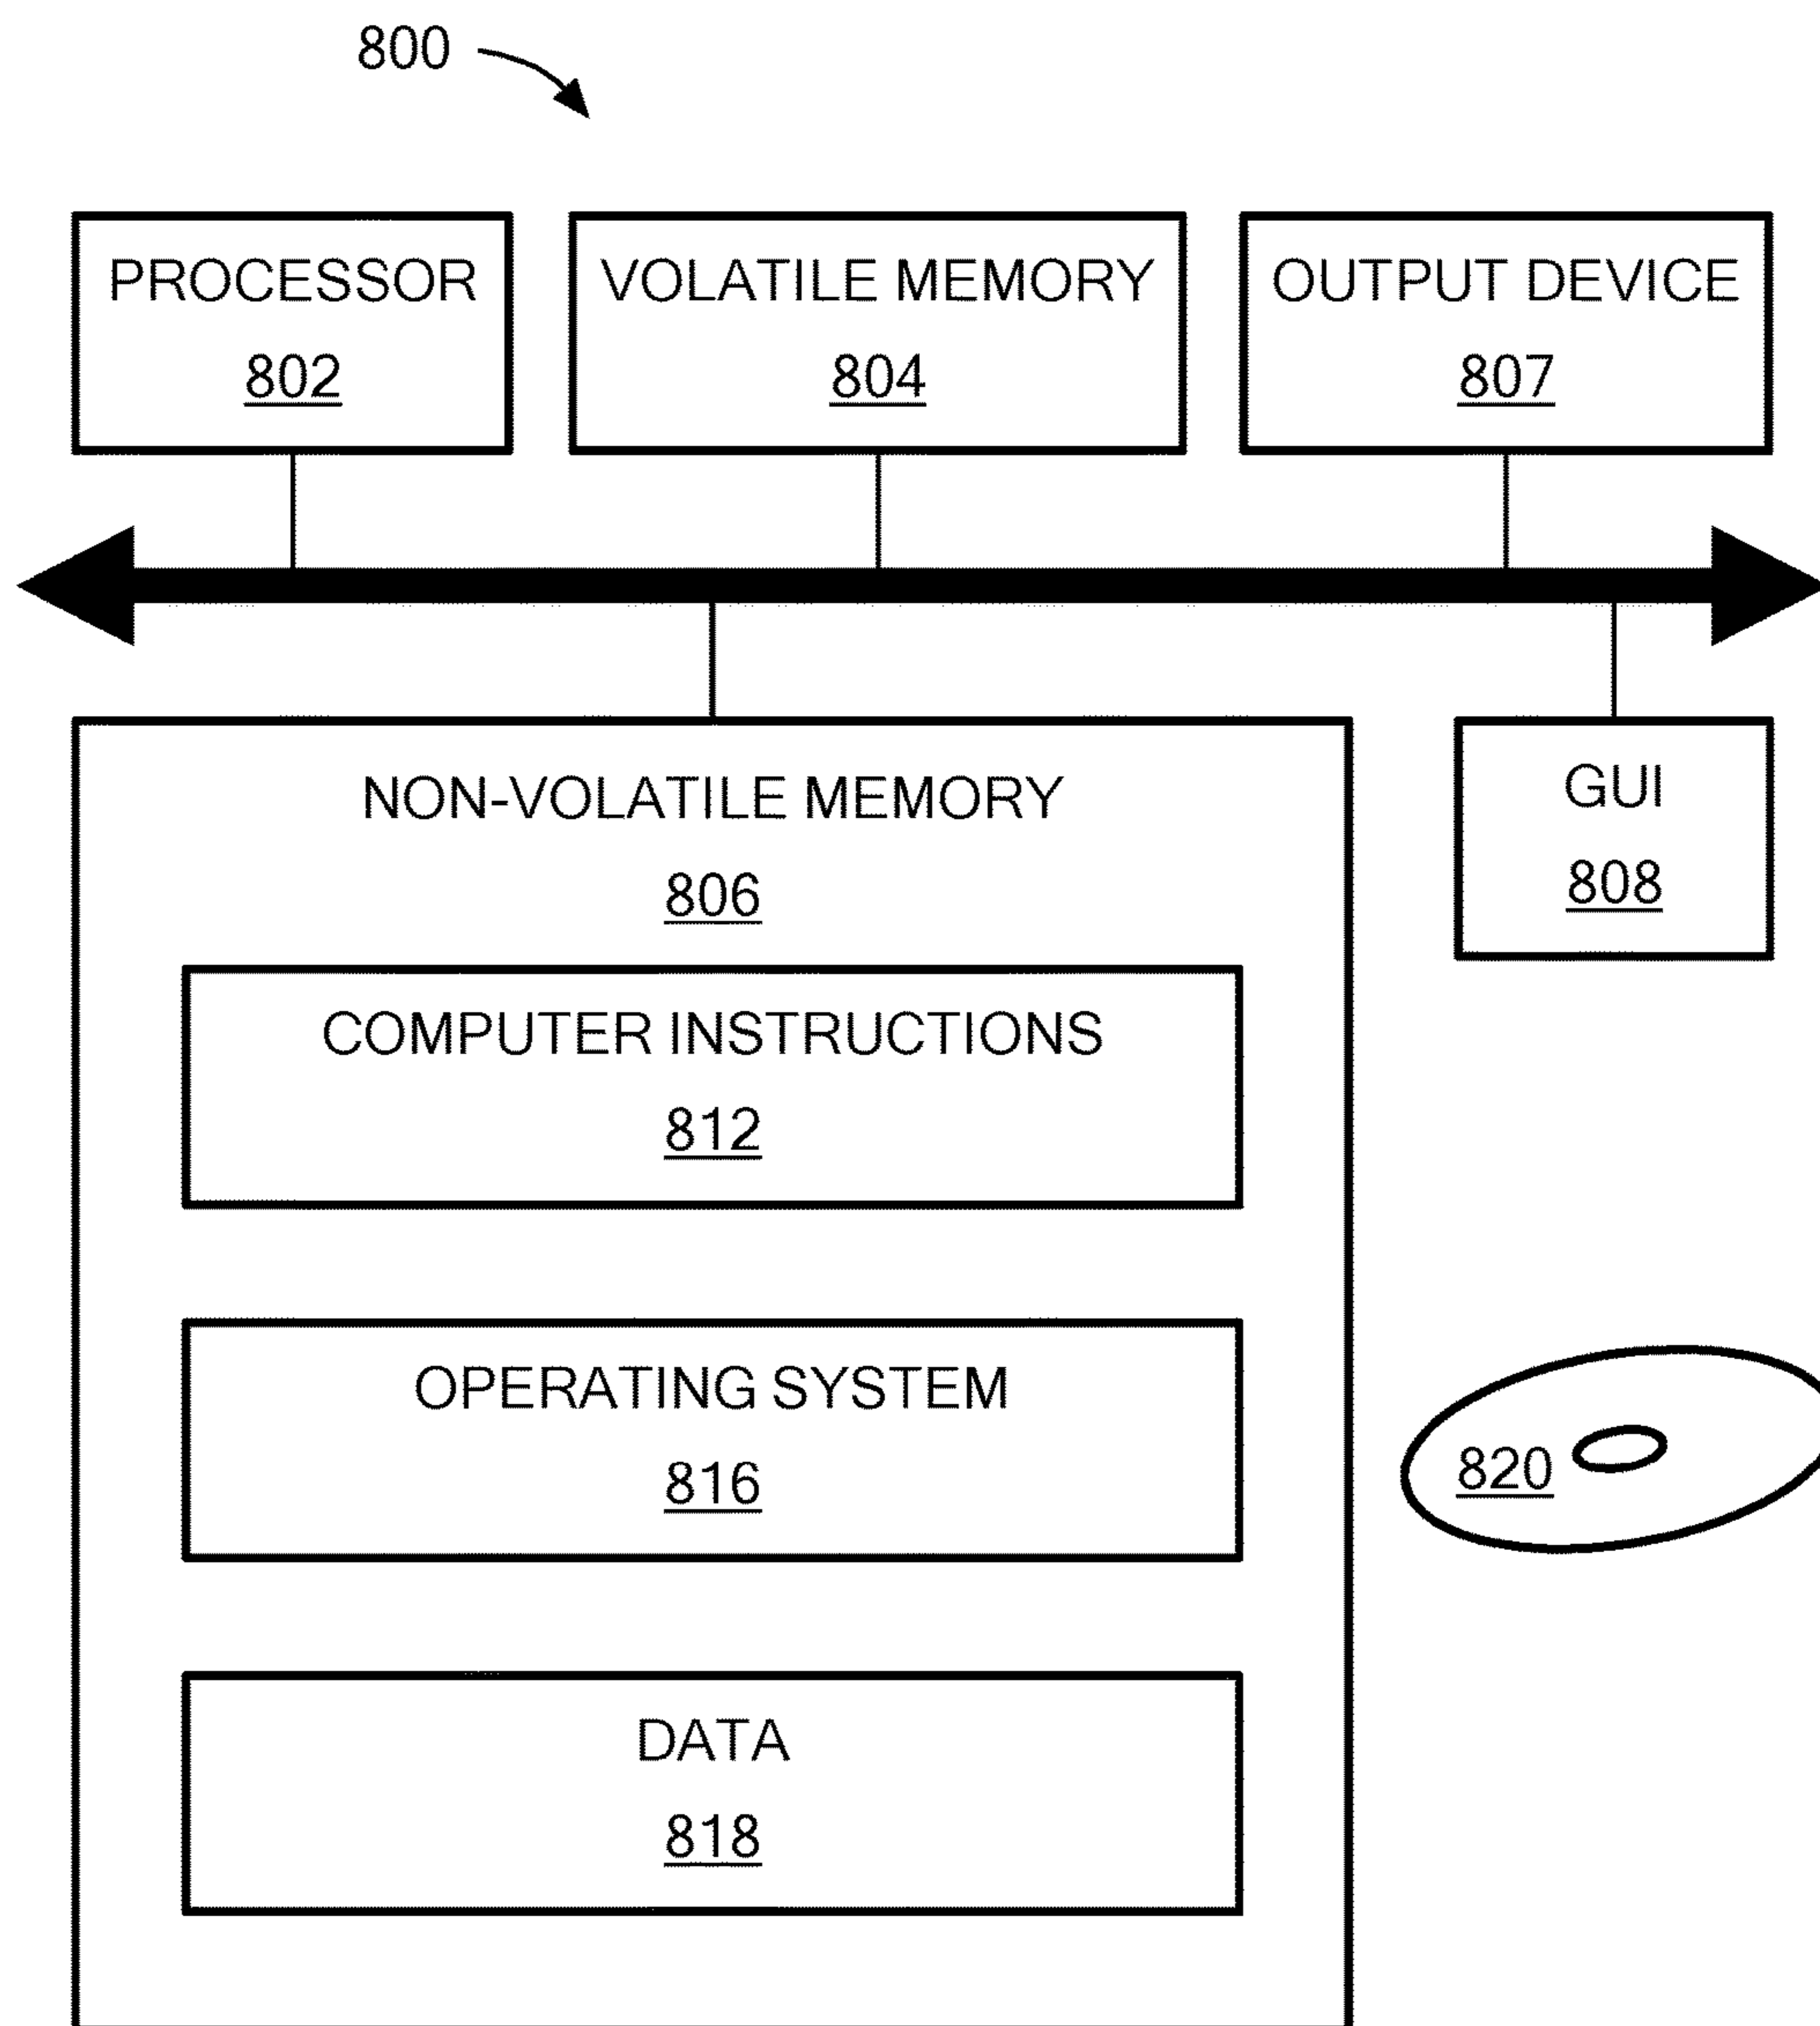 800
PROCESSOR
802
VOLATILE MEMORY
804
OUTPUT DEVICE
807
NON-VOLATILE MEMORY
806
GUI
808
COMPUTER INSTRUCTIONS
812
OPERATING SYSTEM
816
820
DATA
818